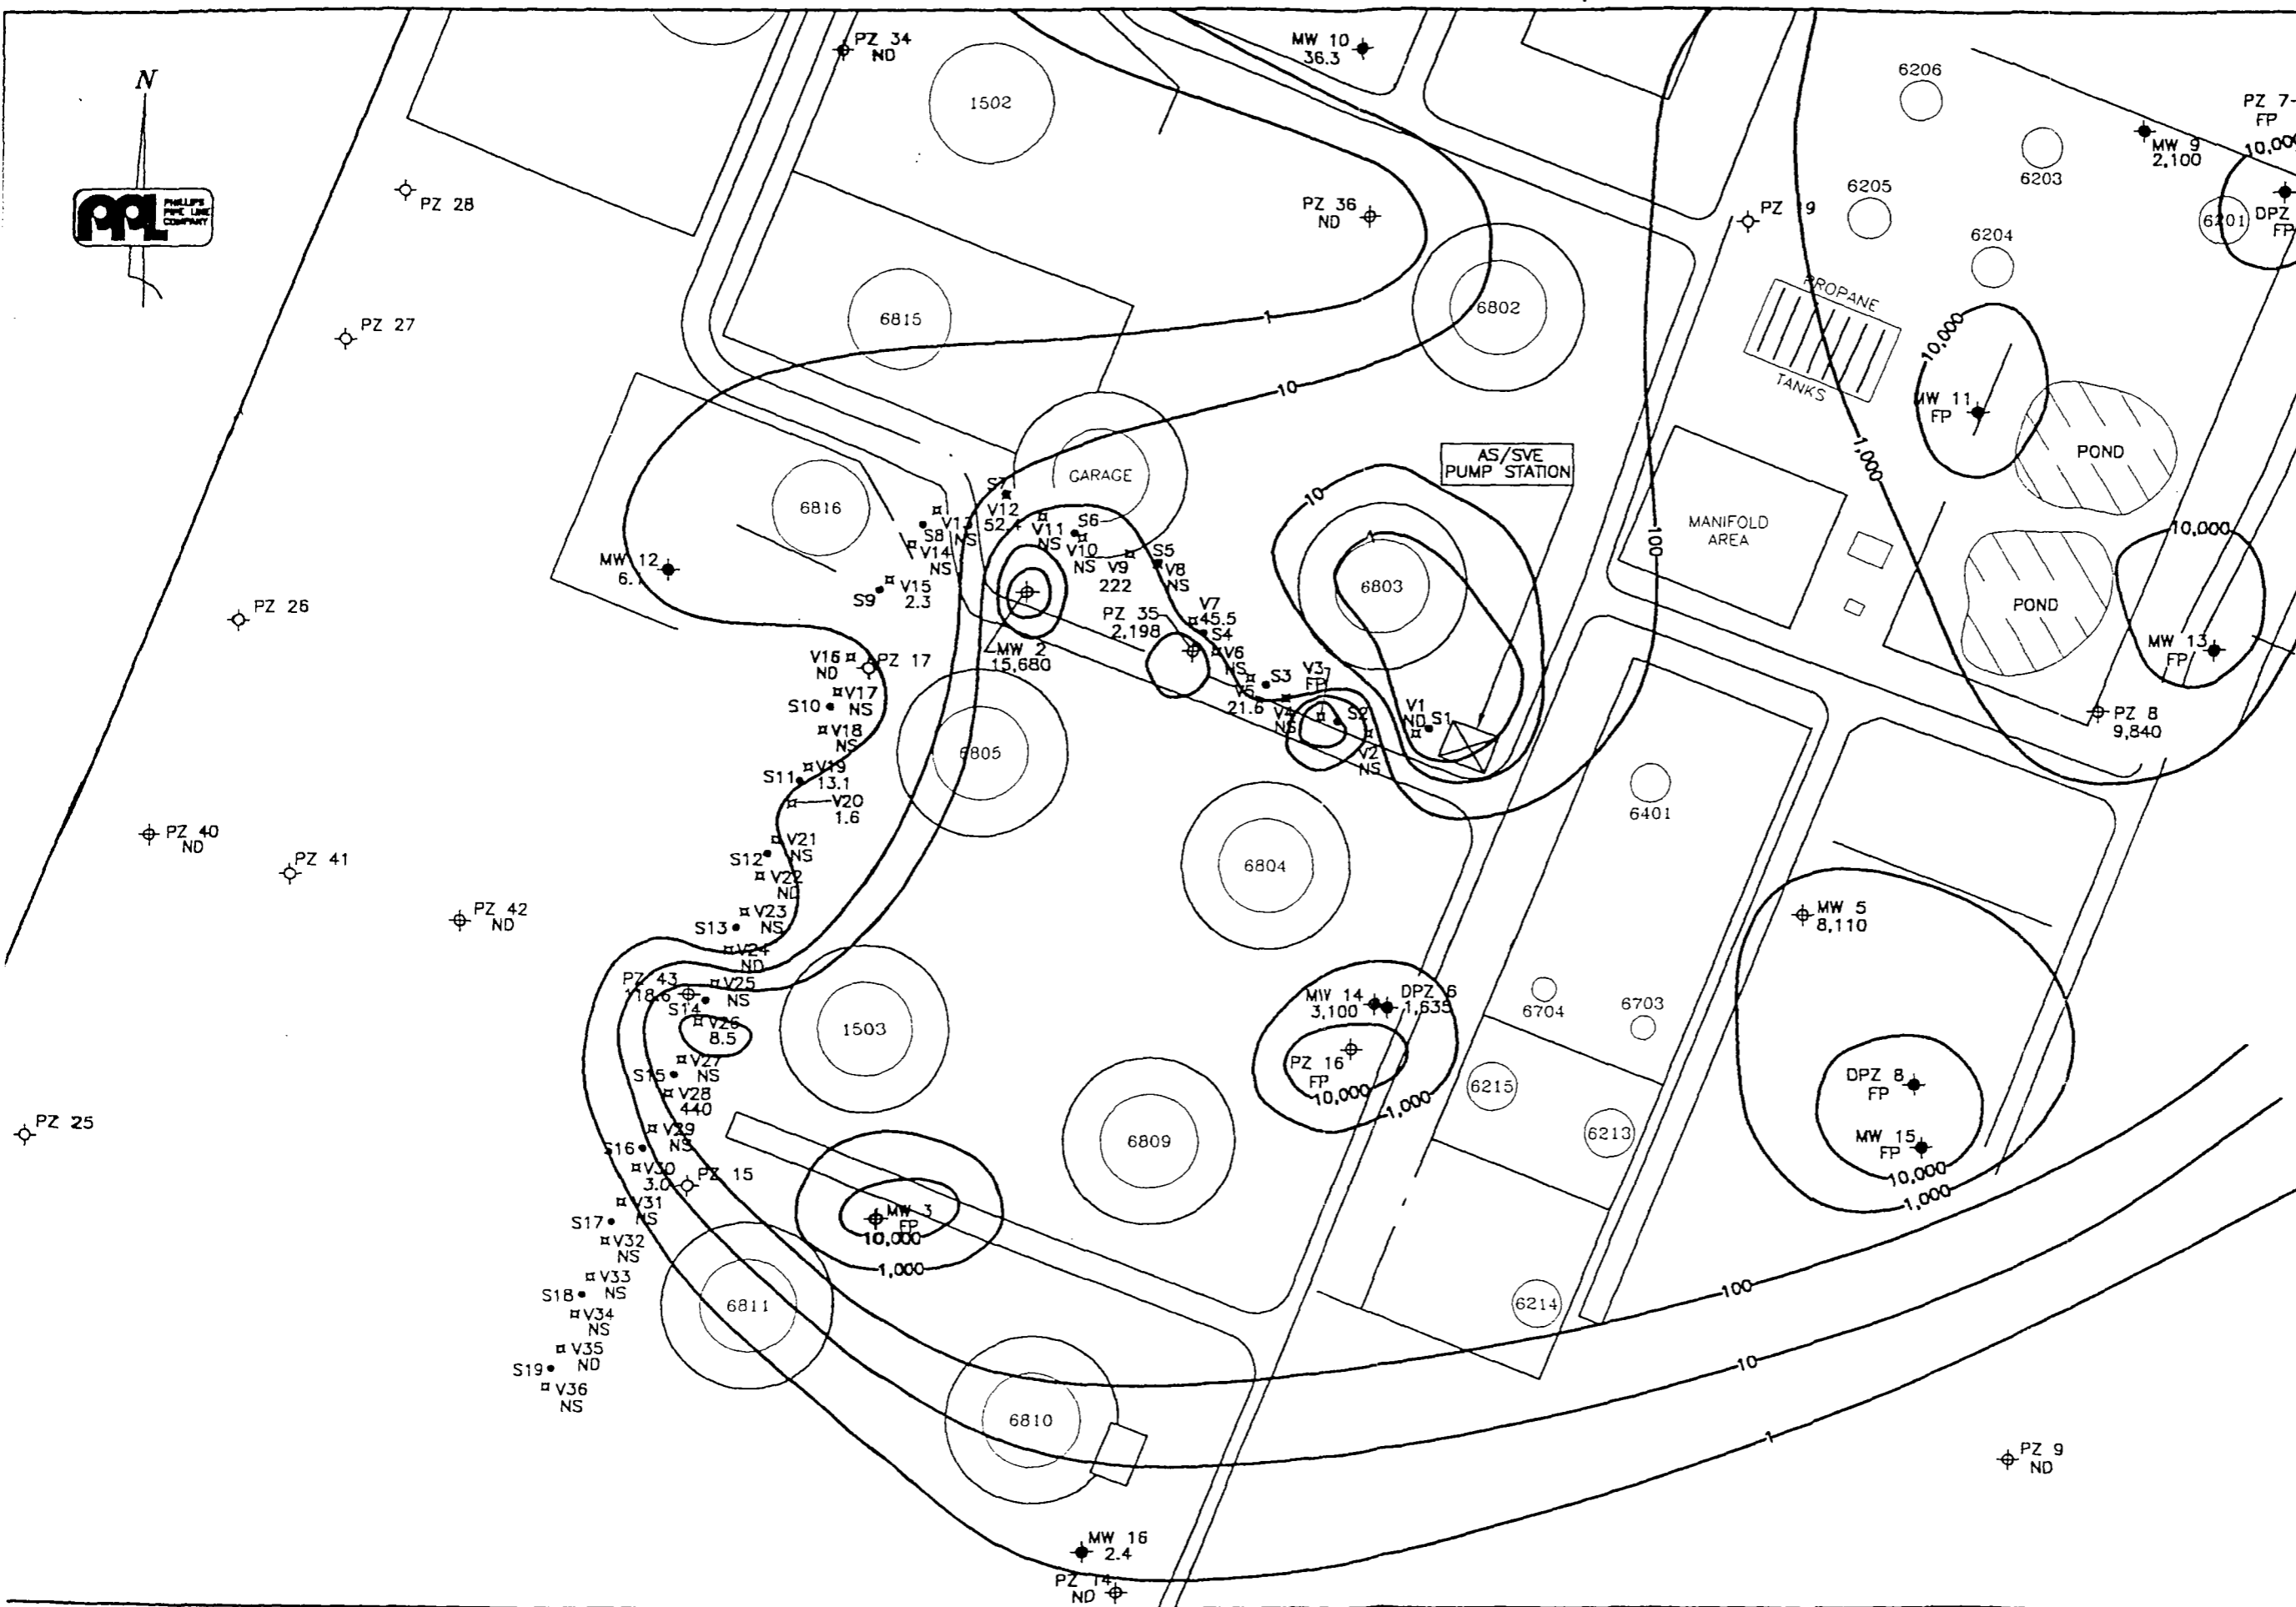 PZ 34
ND
MW 10
36.3
1502
6206
PZ 7
FP
10,000
MW 9
2,100
6203
6205
N
PHILLIPS
PIPE LINE
COMPANY
PZ 28
PZ 36
ND
6201
DPZ
FP
6204
PROPANE
TANKS
PZ 27
6815
1
6802
10,000
MW 11
FP
10
1,000
POND
AS/SVE
PUMP STATION
GARAGE
10
6816
S7
V12
52.4
V11
NS
S6
V10
NS
V13
NS
S8
V14
NS
V9
222
S5
V8
NS
100
MANIFOLD
AREA
10,000
MW 12
V15
2.3
S9
6803
POND
PZ 26
PZ 35
2,198
V7
45.5
S4
V6
NS
MW 2
15,680
MW 13
FP
V16
ND
PZ 17
V17
NS
S10
V18
NS
S3
V5
21.6
V3
FP
V4
NS
S2
V1
ND
S1
V2
NS
PZ 8
9,840
6805
S11
V19
13.1
V20
1.6
6401
PZ 40
ND
PZ 41
V21
NS
S12
V22
ND
6804
PZ 42
ND
V23
NS
S13
V24
ND
MW 5
8,110
PZ 43
118.6
V25
NS
S14
V26
8.5
1503
MW 14
3,100
DPZ 6
1,635
6704
6703
V27
NS
S15
V28
440
PZ 16
FP
10,000
1,000
6215
DPZ 8
FP
PZ 25
V29
NS
S16
V30
3.0
PZ 15
6809
6213
MW 15
FP
10,000
1,000
V31
NS
S17
V32
NS
MW 3
FP
10,000
1,000
V33
NS
S18
V34
NS
6811
6214
100
V35
ND
S19
V36
NS
10
6810
1
PZ 9
ND
MW 16
2.4
PZ 14
ND